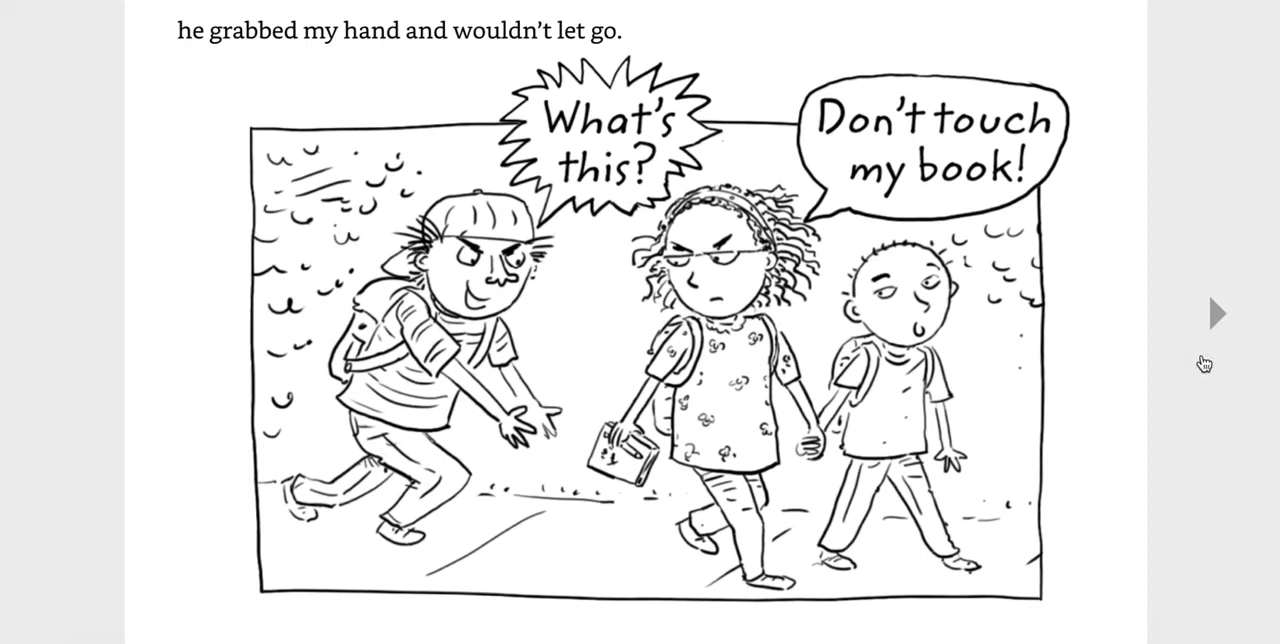 he grabbed my hand and wouldn’t let go.
What's
this?
Don't touch
my book!